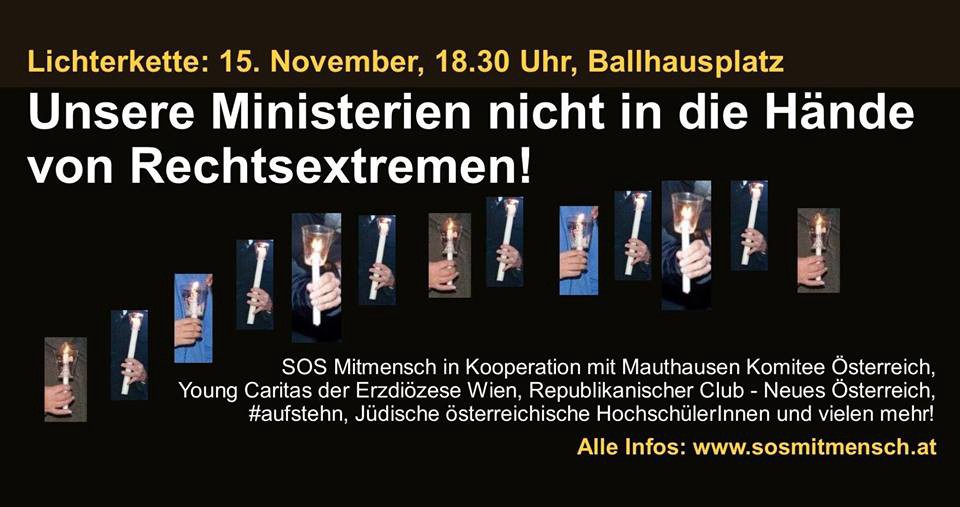 Lichterkette: 15. November, 18.30 Uhr, Ballhausplatz
Unsere Ministerien nicht in die Hände
von Rechtsextremen!
SOS Mitmensch in Kooperation mit Mauthausen Komitee Österreich,
Young Caritas der Erzdiözese Wien, Republikanischer Club - Neues Österreich,
#aufstehn, Jüdische österreichische HochschülerInnen und vielen mehr!
Alle Infos: www.sosmitmensch.at